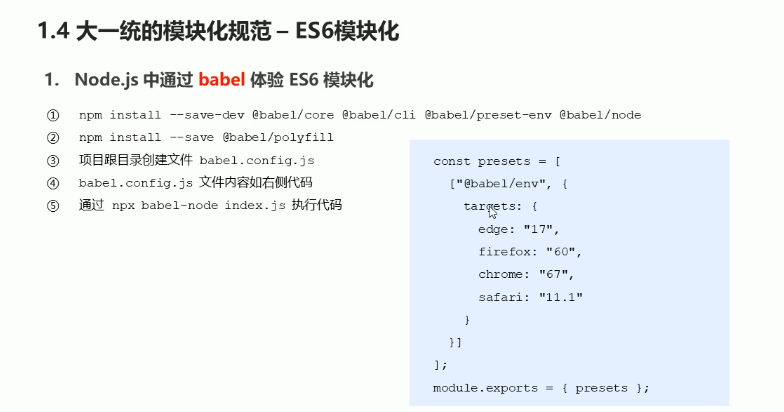 1.4 大一统的模块化规范 – ES6模块化
1. Node.js 中通过 babel 体验 ES6 模块化
① npm install --save-dev @babel/core @babel/cli @babel/preset-env @babel/node
② npm install --save @babel/polyfill
③ 项目跟目录创建文件 babel.config.js
④ babel.config.js 文件内容如右侧代码
⑤ 通过 npx babel-node index.js 执行代码
const presets = [
["@babel/env", {
targets: {
edge: "17",
firefox: "60",
chrome: "67",
safari: "11.1"
}
}]
];
module.exports = { presets };